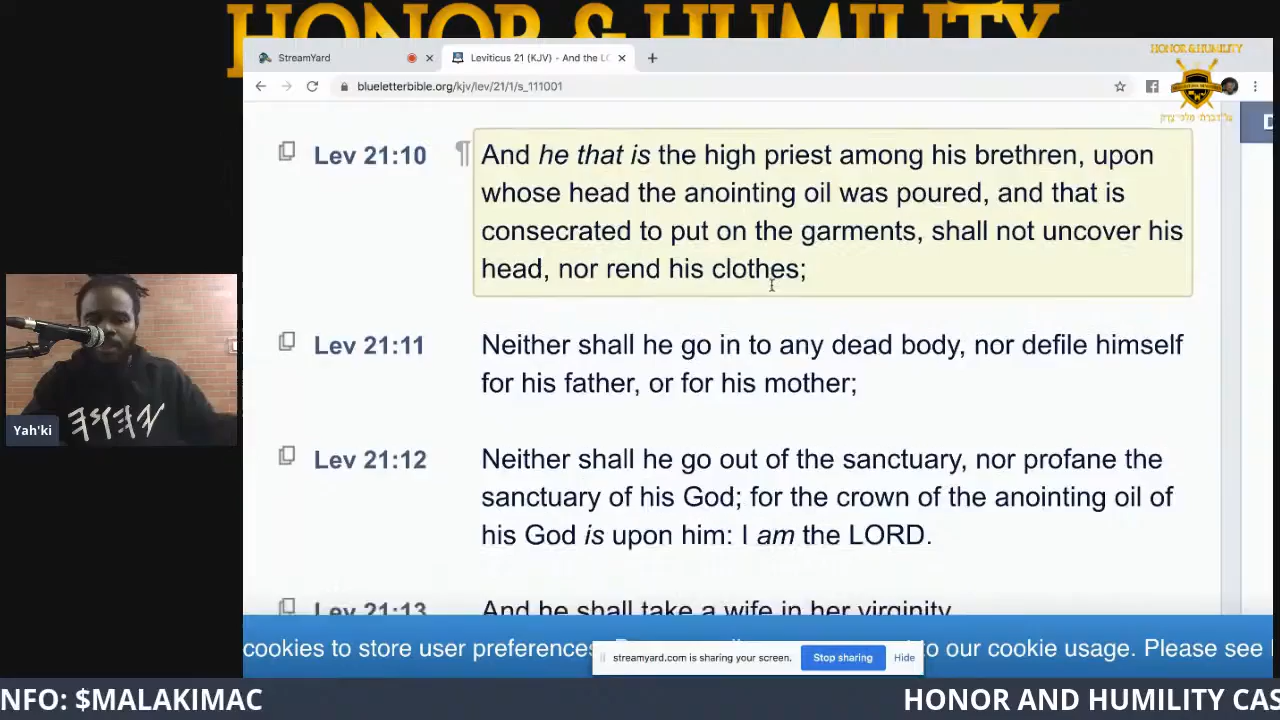 HONOR & HUMILITY
StreamYard
Leviticus 21 (KJV) - And the LO
HONOR & HUMILITY
blueletterbible.org/kjv/lev/21/1/s_111001
Lev 21:10 ¶ And he that is the high priest among his brethren, upon
whose head the anointing oil was poured, and that is
consecrated to put on the garments, shall not uncover his
head, nor rend his clothes;
Lev 21:11 Neither shall he go in to any dead body, nor defile himself
for his father, or for his mother;
Yah'ki
Lev 21:12 Neither shall he go out of the sanctuary, nor profane the
sanctuary of his God; for the crown of the anointing oil of
his God is upon him: I am the LORD.
Lev 21:13 And he shall take a wife in her virginity.
cookies to store user preferences. to our cookie usage. Please see
streamyard.com is sharing your screen. Stop sharing Hide
NFO: $MALAKIMAC HONOR AND HUMILITY CAS